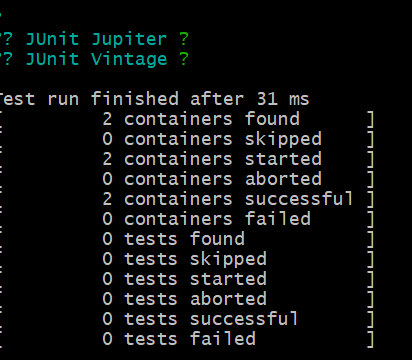 ?
?? JUnit Jupiter ?
?? JUnit Vintage ?
Test run finished after 31 ms
[ 2 containers found ]
[ 0 containers skipped ]
[ 2 containers started ]
[ 0 containers aborted ]
[ 2 containers successful ]
[ 0 containers failed ]
[ 0 tests found ]
[ 0 tests skipped ]
[ 0 tests started ]
[ 0 tests aborted ]
[ 0 tests successful ]
[ 0 tests failed ]